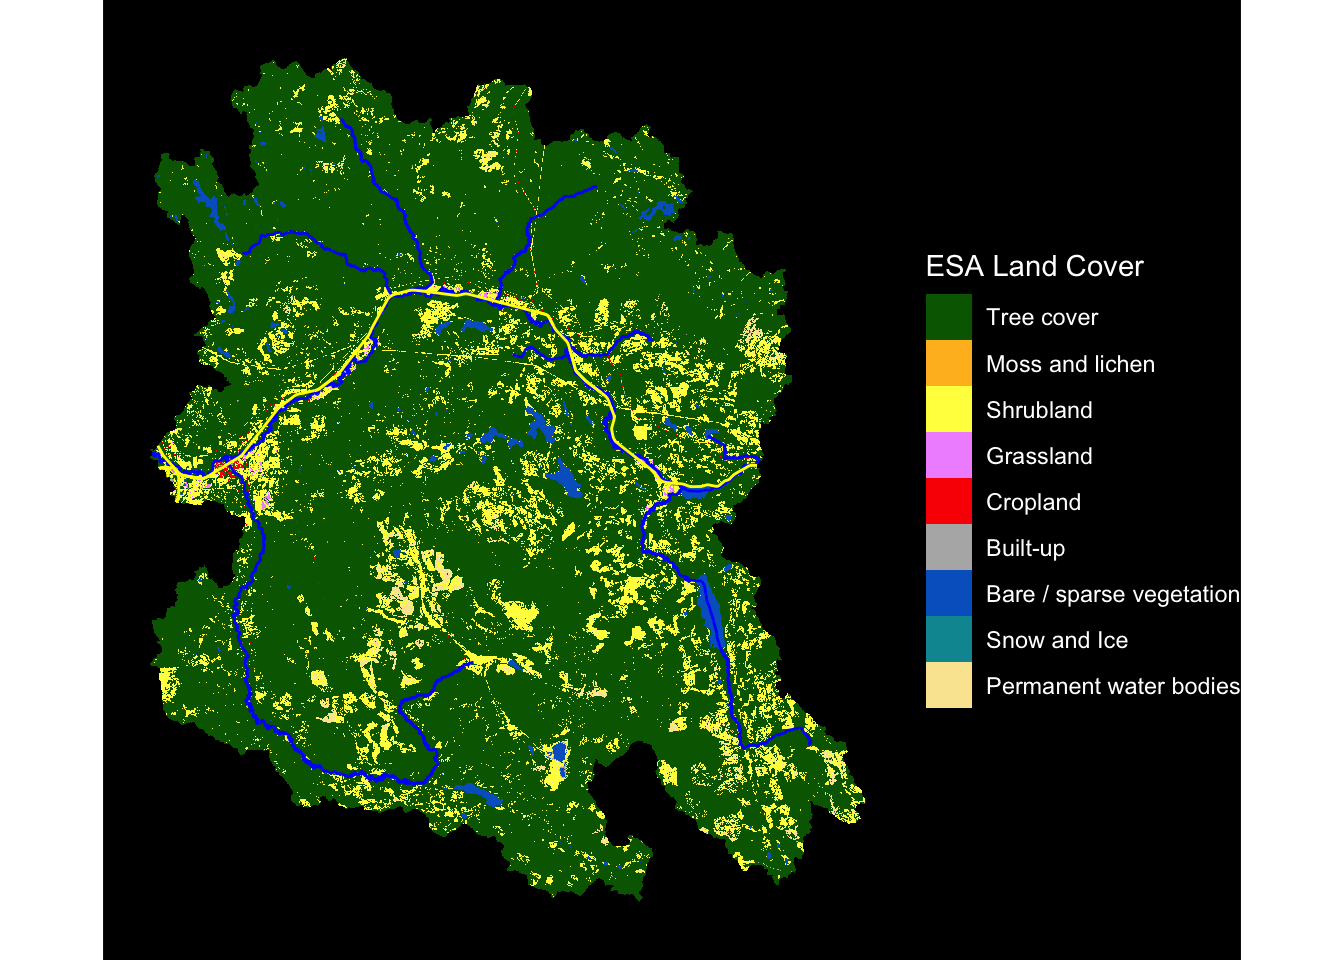 ESA Land Cover
Tree cover
Moss and lichen
Shrubland
Grassland
Cropland
Built-up
Bare / sparse vegetation
Snow and Ice
Permanent water bodies